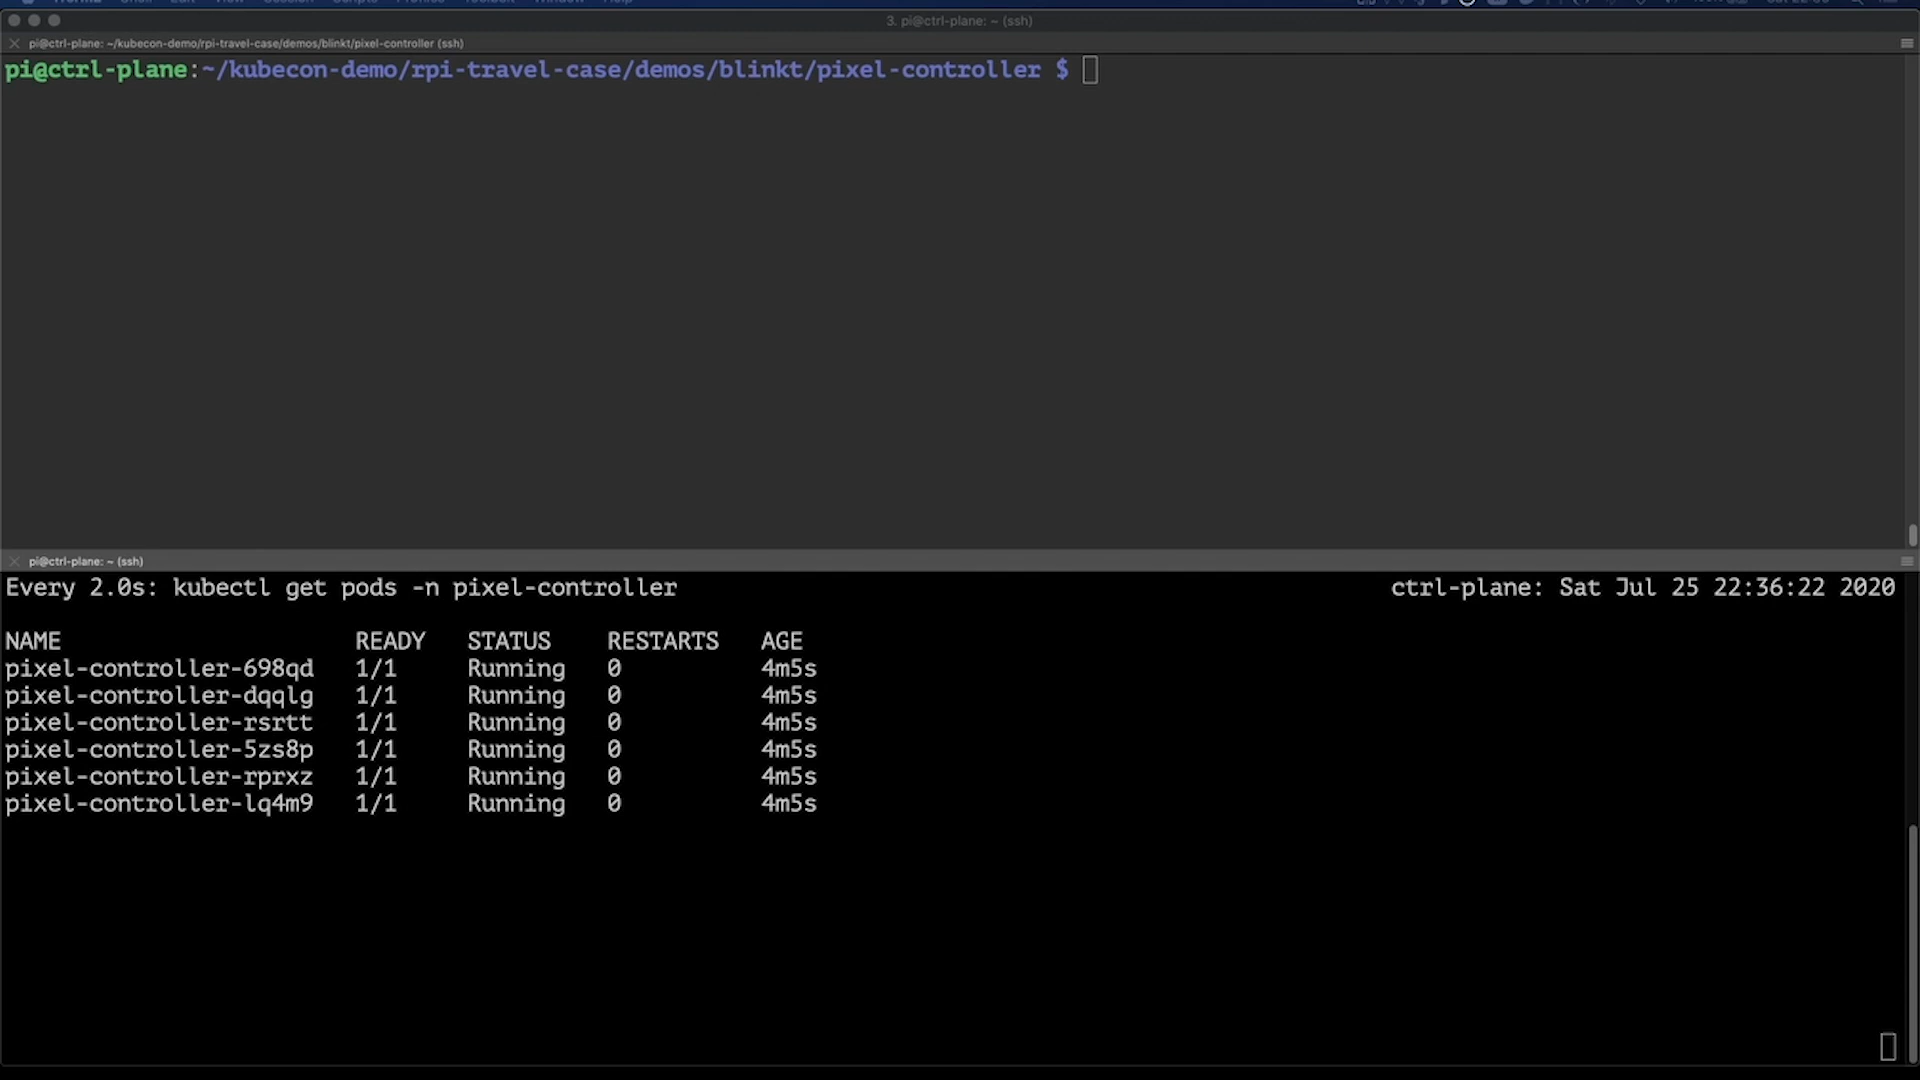 3. pi@ctrl-plane: ~ (ssh)
pi@ctrl-plane: ~/kubecon-demo/rpi-travel-case/demos/blinkt/pixel-controller (ssh)
pi@ctrl-plane:~/kubecon-demo/rpi-travel-case/demos/blinkt/pixel-controller $
pi@ctrl-plane: ~ (ssh)
Every 2.0s: kubectl get pods -n pixel-controller ctrl-plane: Sat Jul 25 22:36:22 2020
NAME READY STATUS RESTARTS AGE
pixel-controller-698qd 1/1 Running 0 4m5s
pixel-controller-dqqlg 1/1 Running 0 4m5s
pixel-controller-rsrtt 1/1 Running 0 4m5s
pixel-controller-5zs8p 1/1 Running 0 4m5s
pixel-controller-rprxz 1/1 Running 0 4m5s
pixel-controller-lq4m9 1/1 Running 0 4m5s